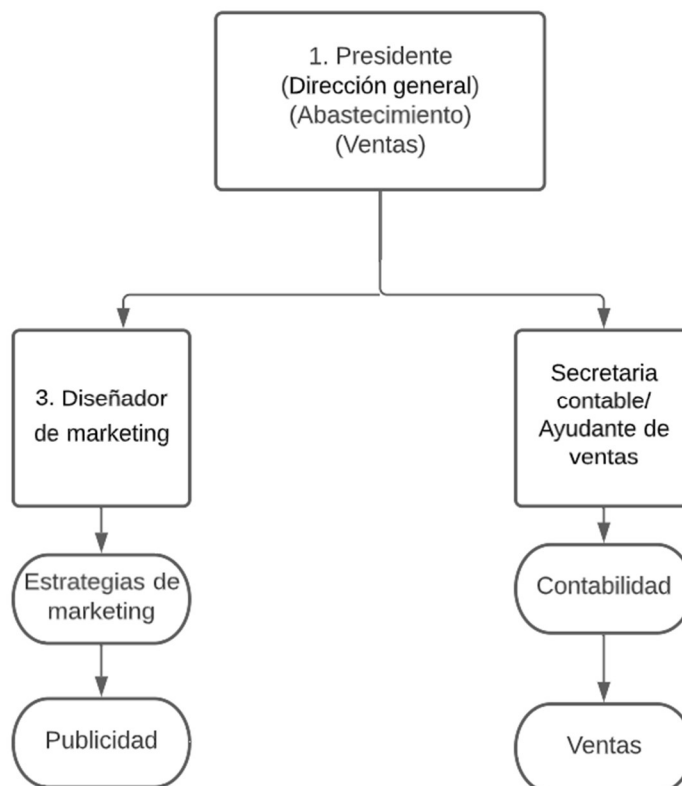 1. Presidente
(Dirección general)
(Abastecimiento)
(Ventas)
3. Diseñador
de marketing
Secretaria
contable/
Ayudante de
ventas
Estrategias de
marketing
Contabilidad
Publicidad
Ventas